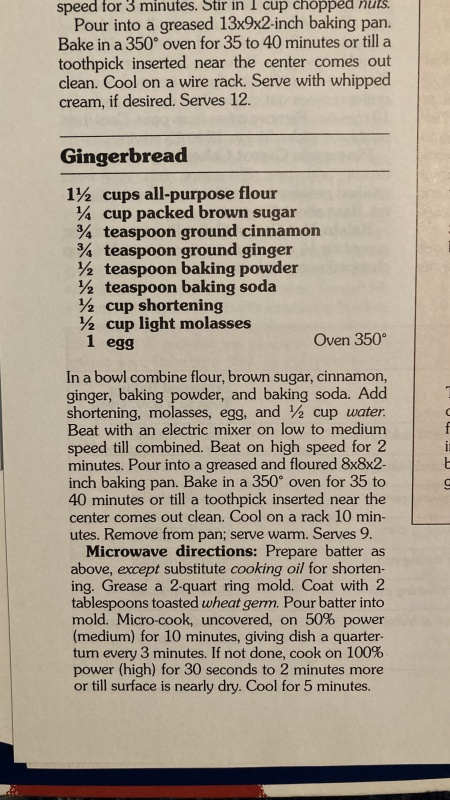 speed for 3 minutes. Stir in 1 cup chopped nuts.
Pour into a greased 13x9x2-inch baking pan.
Bake in a 350° oven for 35 to 40 minutes or till a
toothpick inserted near the center comes out
clean. Cool on a wire rack. Serve with whipped
cream, if desired. Serves 12.
Gingerbread
1½ cups all-purpose flour
¼ cup packed brown sugar
¾ teaspoon ground cinnamon
¾ teaspoon ground ginger
½ teaspoon baking powder
½ teaspoon baking soda
½ cup shortening
½ cup light molasses
1 egg Oven 350°
In a bowl combine flour, brown sugar, cinnamon,
ginger, baking powder, and baking soda. Add
shortening, molasses, egg, and ½ cup water.
Beat with an electric mixer on low to medium
speed till combined. Beat on high speed for 2
minutes. Pour into a greased and floured 8x8x2-
inch baking pan. Bake in a 350° oven for 35 to
40 minutes or till a toothpick inserted near the
center comes out clean. Cool on a rack 10 min-
utes. Remove from pan; serve warm. Serves 9.
Microwave directions: Prepare batter as
above, except substitute cooking oil for shorten-
ing. Grease a 2-quart ring mold. Coat with 2
tablespoons toasted wheat germ. Pour batter into
mold. Micro-cook, uncovered, on 50% power
(medium) for 10 minutes, giving dish a quarter-
turn every 3 minutes. If not done, cook on 100%
power (high) for 30 seconds to 2 minutes more
or till surface is nearly dry. Cool for 5 minutes.